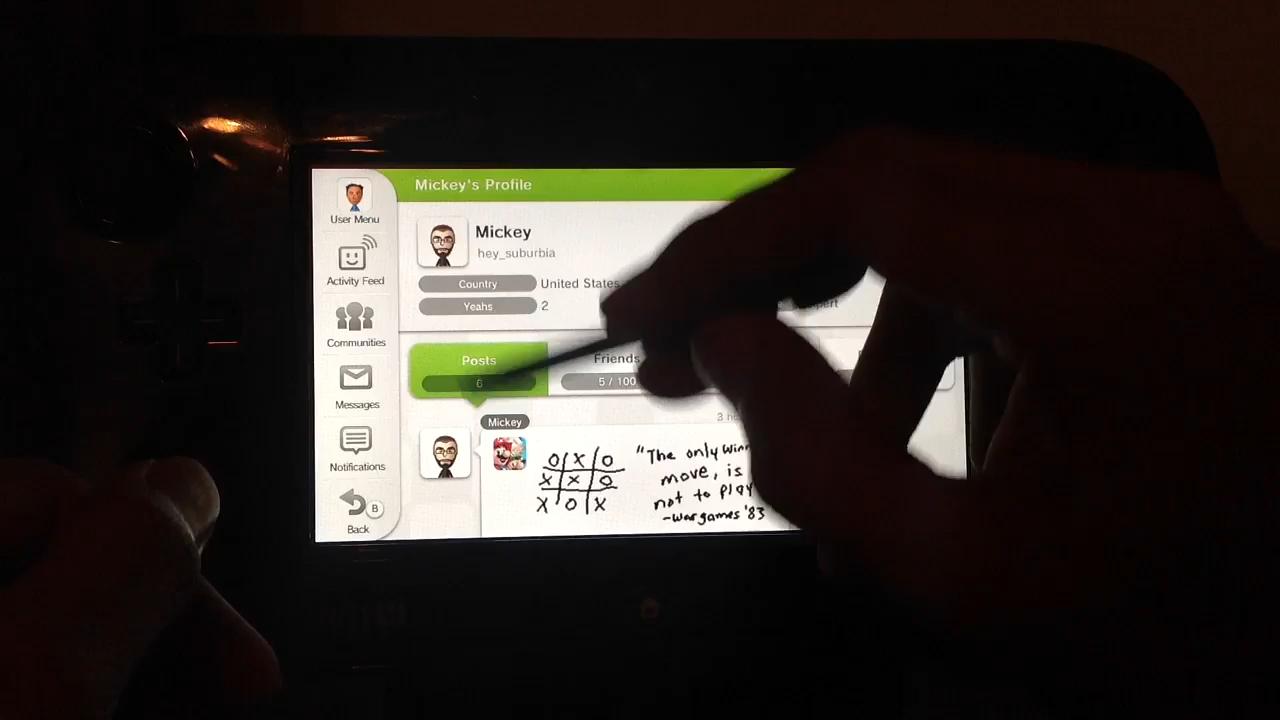 Mickey's Profile
User Menu
Mickey
hey_suburbia
Activity Feed
Country United States
Yeahs 2
Communities
Posts
6
Friends
5 / 100
Messages
Mickey
3
O X O
X X O
X O X
"The only
move, is
not to play
-wargames '83
Notifications
B
Back